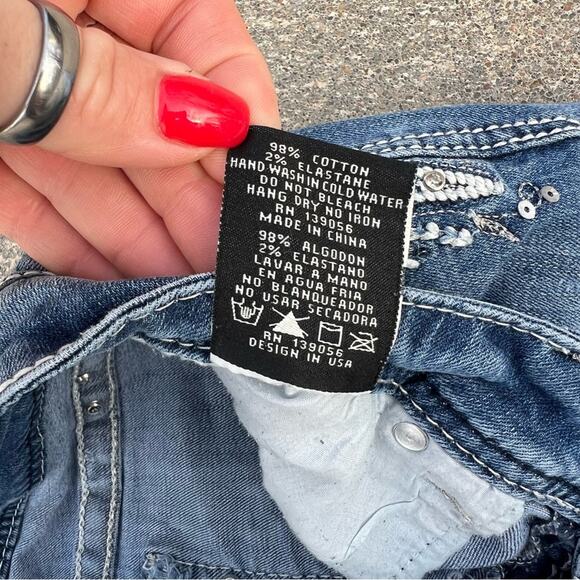 98% COTTON
2% ELASTANE
HAND WASH IN COLD WATER
DO NOT BLEACH
HANG DRY NO IRON
RN 139056
MADE IN CHINA
98% ALGODON
2% ELASTANO
LAVAR A MANO
EN AGUA FRIA
NO BLANQUEADOR
NO USAR SECADORA
RN 139056
DESIGN IN USA